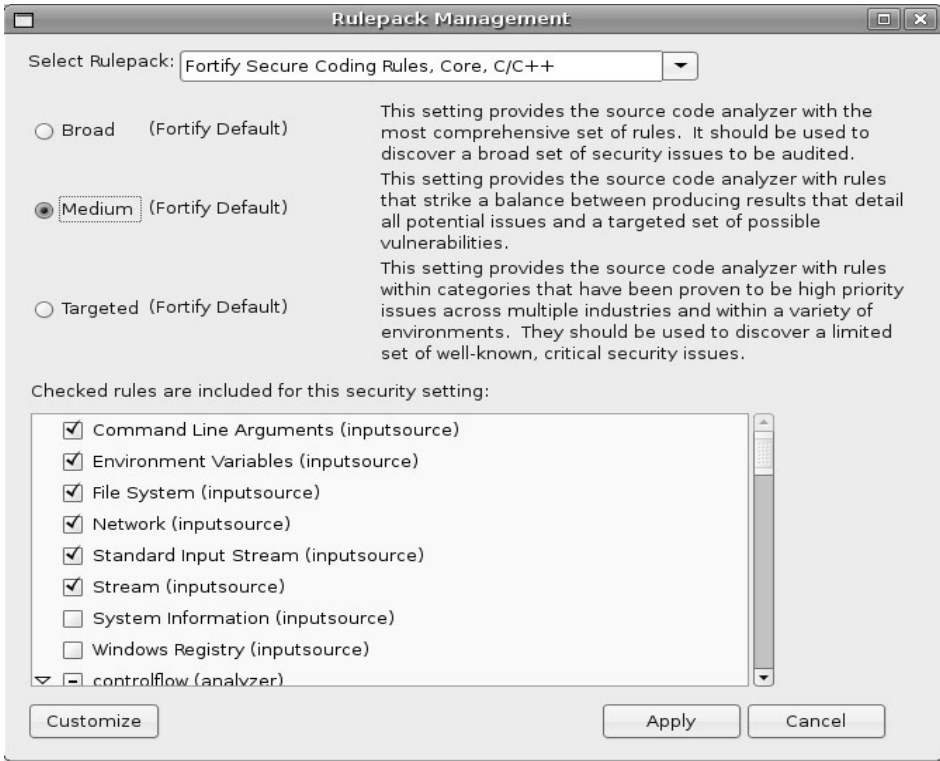 Rulepack Management
Select Rulepack: Fortify Secure Coding Rules, Core, C/C++
Broad (Fortify Default)
This setting provides the source code analyzer with the
most comprehensive set of rules. It should be used to
discover a broad set of security issues to be audited.
Medium (Fortify Default)
This setting provides the source code analyzer with rules
that strike a balance between producing results that detail
all potential issues and a targeted set of possible
vulnerabilities.
Targeted (Fortify Default)
This setting provides the source code analyzer with rules
within categories that have been proven to be high priority
issues across multiple industries and within a variety of
environments. They should be used to discover a limited
set of well-known, critical security issues.
Checked rules are included for this security setting:
Command Line Arguments (inputsource)
Environment Variables (inputsource)
File System (inputsource)
Network (inputsource)
Standard Input Stream (inputsource)
Stream (inputsource)
System Information (inputsource)
Windows Registry (inputsource)
controlflow (analyzer)
Customize
Apply
Cancel